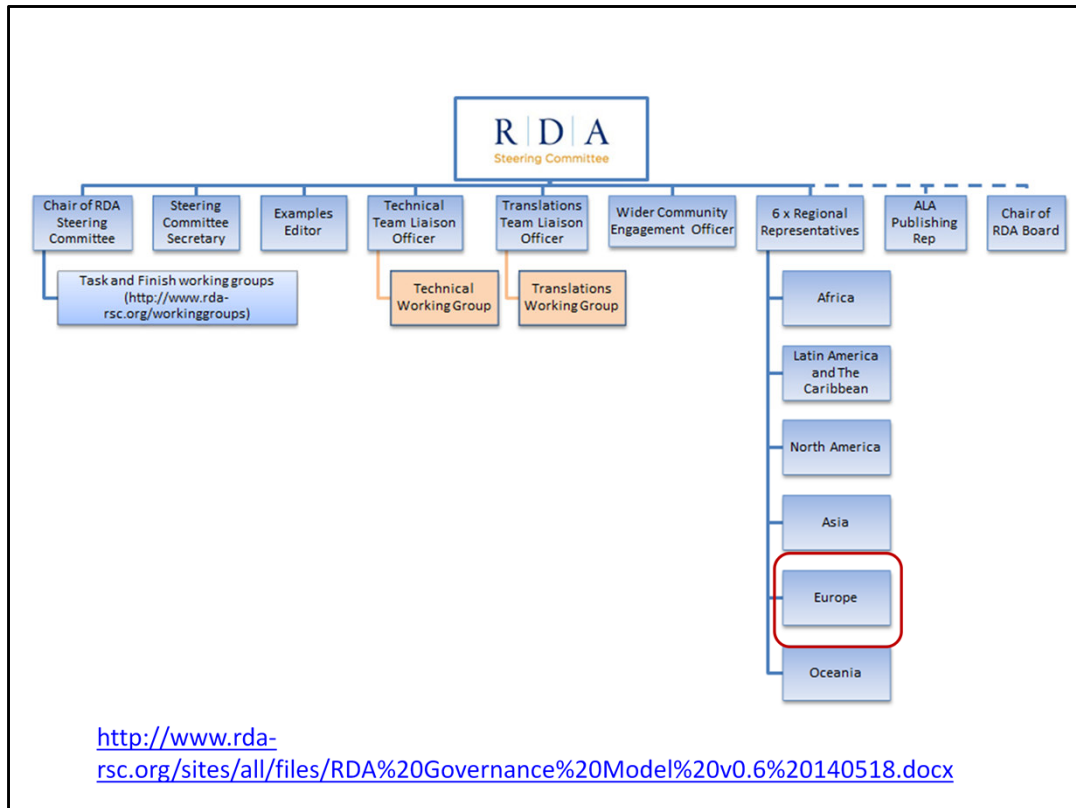 R | D | A
Steering Committee
Chair of RDA
Steering
Committee
Steering
Committee
Secretary
Examples
Editor
Technical
Team Liaison
Officer
Translations
Team Liaison
Officer
Wider Community
Engagement Officer
6 x Regional
Representatives
ALA
Publishing
Rep
Chair of
RDA Board
Task and Finish working groups
(http://www.rda-
rsc.org/workinggroups)
Technical
Working Group
Translations
Working Group
Africa
Latin America
and The
Caribbean
North America
Asia
Europe
Oceania
http://www.rda-
rsc.org/sites/all/files/RDA%20Governance%20Model%20v0.6%20140518.docx